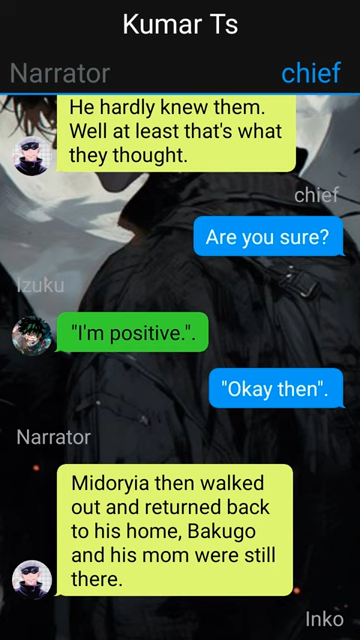 Kumar Ts
Narrator chief
He hardly knew them.
Well at least that's what
they thought.
chief
Are you sure?
Izuku
"I'm positive.".
"Okay then".
Narrator
Midoryia then walked
out and returned back
to his home, Bakugo
and his mom were still
there.
Inko